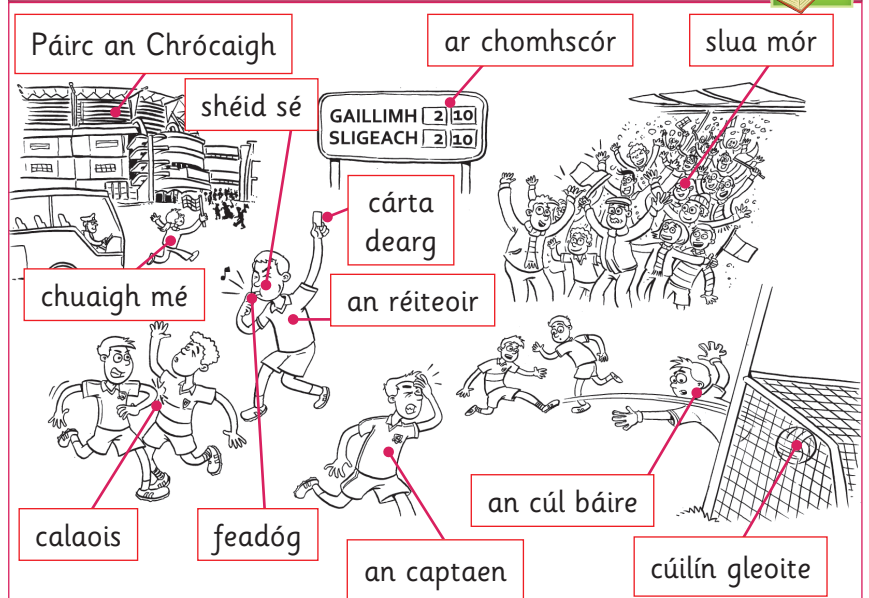 Páirc an Chrócaigh
ar chomhscór
slua mór
shéid sé
GAILLIMH 2 10
SLIGEACH 2 10
cárta
dearg
chuaigh mé
an réiteoir
an cúl báire
calaois
feadóg
an captaen
cúilín gleoite